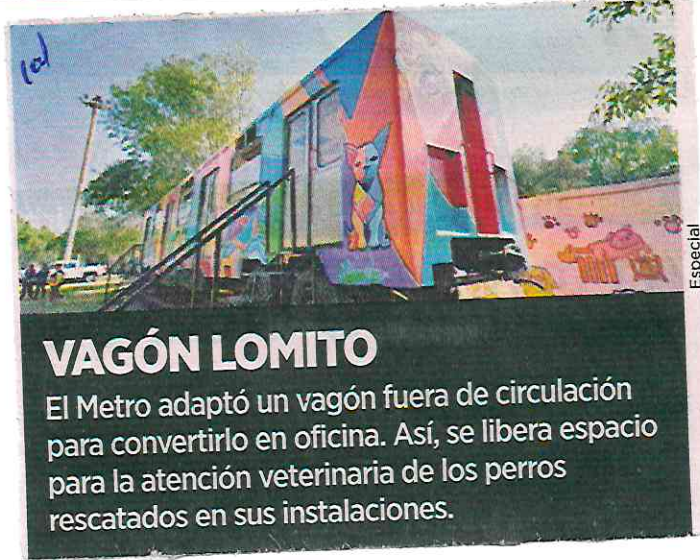 VAGÓN LOMITO
El Metro adaptó un vagón fuera de circulación
para convertirlo en oficina. Así, se libera espacio
para la atención veterinaria de los perros
rescatados en sus instalaciones.
Especial